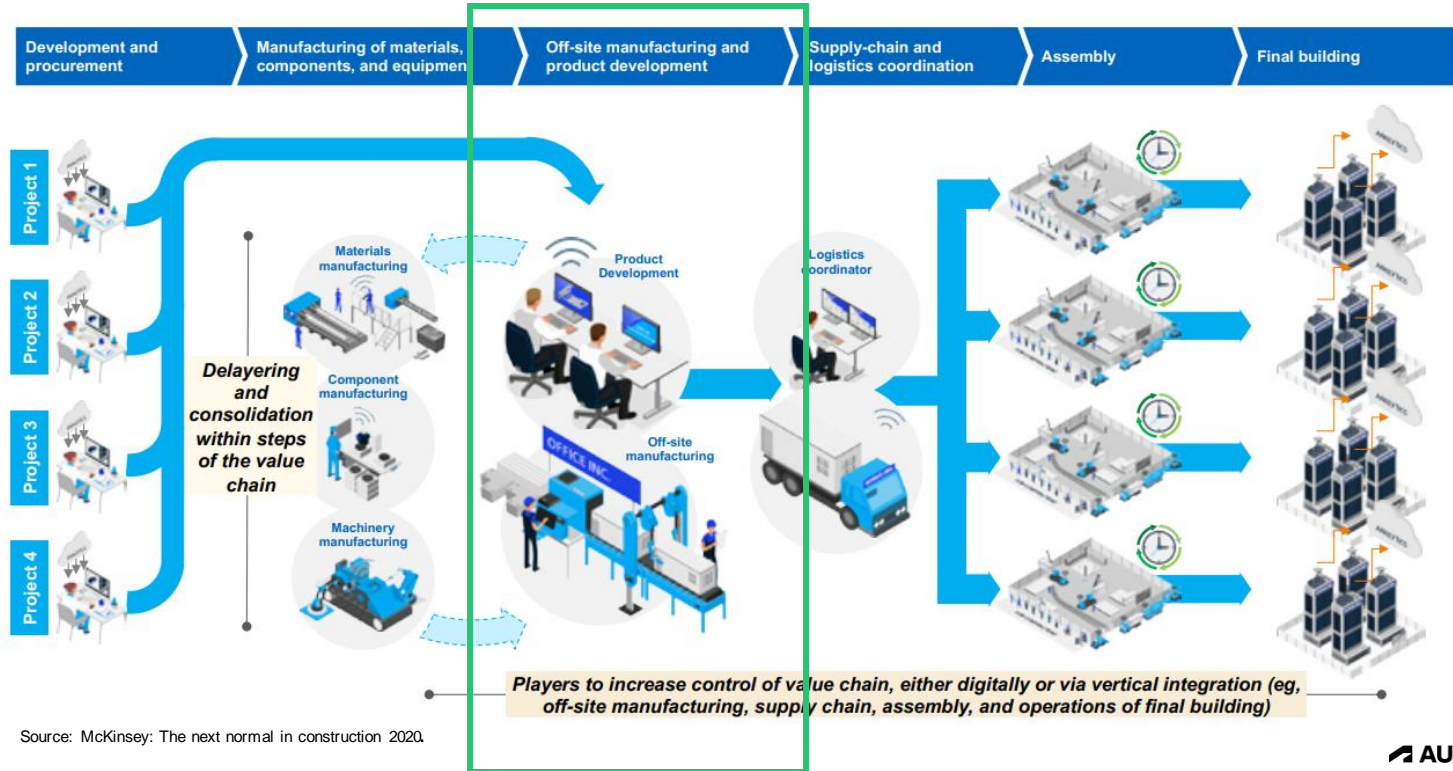 Development and
procurement
Manufacturing of materials,
components, and equipmen
Off-site manufacturing and
product development
Supply-chain and
logistics coordination
Assembly
Final building
Project 1
Project 2
Project 3
Project 4
Delayering
and
consolidation
within steps
of the value
chain
Materials
manufacturing
Component
manufacturing
Machinery
manufacturing
Product
Development
OFFICE INC.
Off-site
manufacturing
Logistics
coordinator
ANALYTICS
ANALYTICS
ANALYTICS
ANALYTICS
Players to increase control of value chain, either digitally or via vertical integration (eg,
off-site manufacturing, supply chain, assembly, and operations of final building)
Source: McKinsey: The next normal in construction 2020.
AU